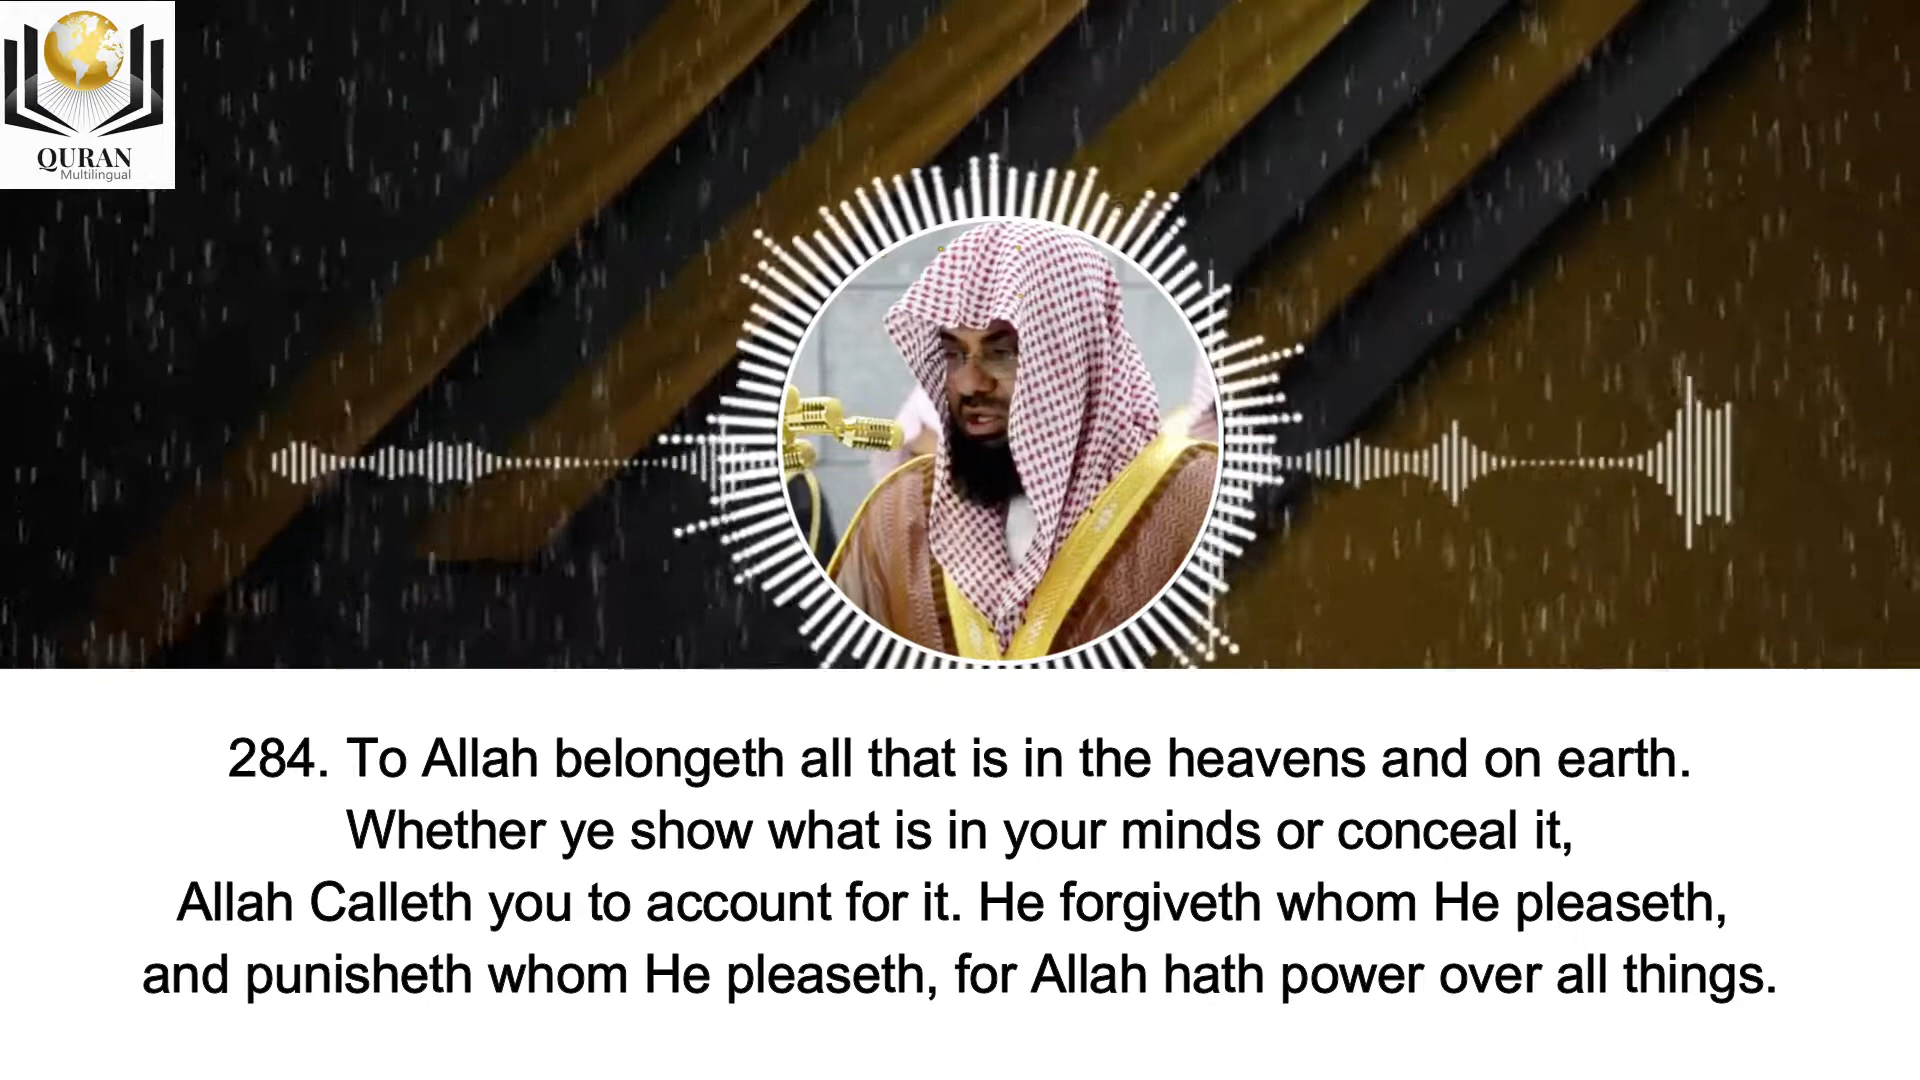 QURAN
Multilingual
284. To Allah belongeth all that is in the heavens and on earth.
Whether ye show what is in your minds or conceal it,
Allah Calleth you to account for it. He forgiveth whom He pleaseth,
and punisheth whom He pleaseth, for Allah hath power over all things.